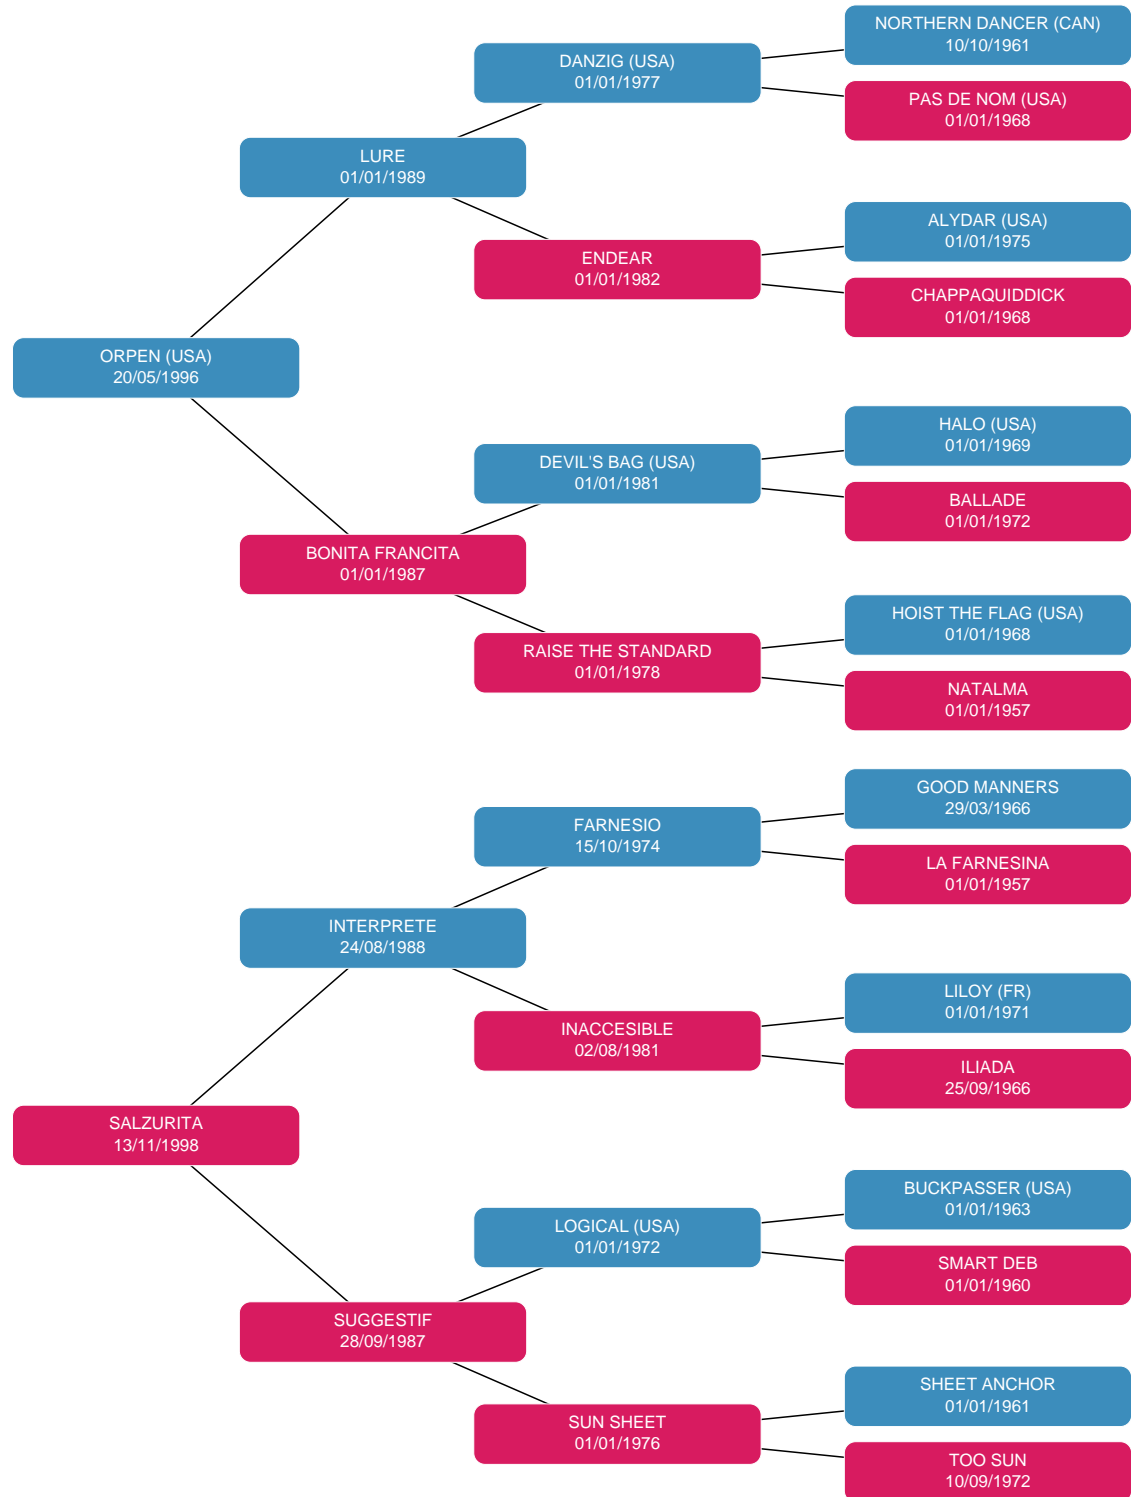 NORTHERN DANCER (CAN)
10/10/1961
DANZIG (USA)
01/01/1977
PAS DE NOM (USA)
01/01/1968
LURE
01/01/1989
ALYDAR (USA)
01/01/1975
ENDEAR
01/01/1982
CHAPPAQUIDDICK
01/01/1968
ORPEN (USA)
20/05/1996
HALO (USA)
01/01/1969
DEVIL'S BAG (USA)
01/01/1981
BALLADE
01/01/1972
BONITA FRANCITA
01/01/1987
HOIST THE FLAG (USA)
01/01/1968
RAISE THE STANDARD
01/01/1978
NATALMA
01/01/1957
GOOD MANNERS
29/03/1966
FARNESIO
15/10/1974
LA FARNESINA
01/01/1957
INTERPRETE
24/08/1988
LILOY (FR)
01/01/1971
INACCESIBLE
02/08/1981
ILIADA
25/09/1966
SALZURITA
13/11/1998
BUCKPASSER (USA)
01/01/1963
LOGICAL (USA)
01/01/1972
SMART DEB
01/01/1960
SUGGESTIF
28/09/1987
SHEET ANCHOR
01/01/1961
SUN SHEET
01/01/1976
TOO SUN
10/09/1972